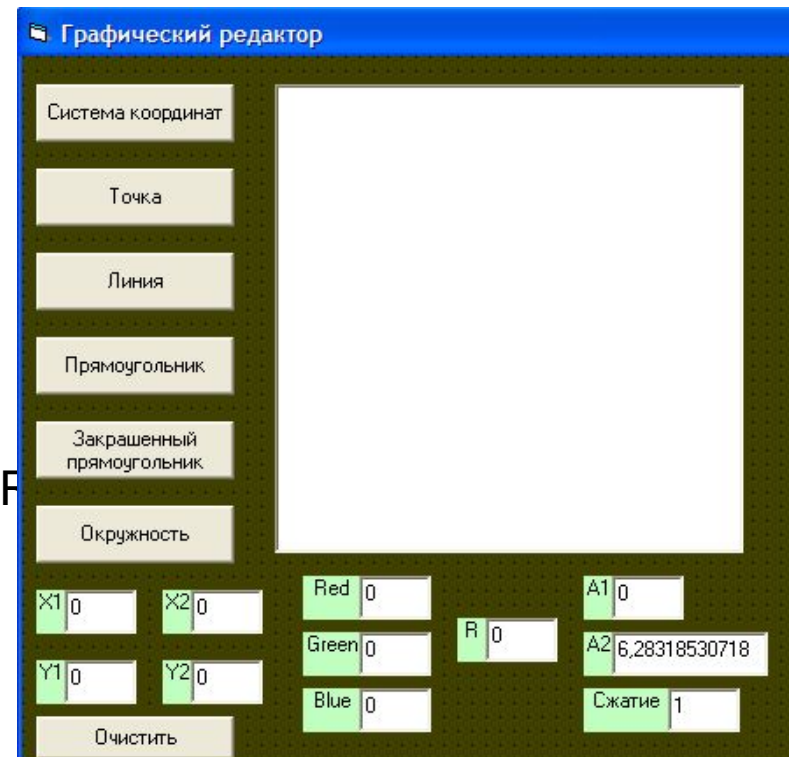 Графический редактор
Система координат
Точка
Линия
Прямоугольник
Закрашенный
прямоугольник
Окружность
X1 0 X2 0
Y1 0 Y2 0
Очистить
Red 0
Green 0
Blue 0
R 0
A1 0
A2 6,28318530718
Сжатие 1